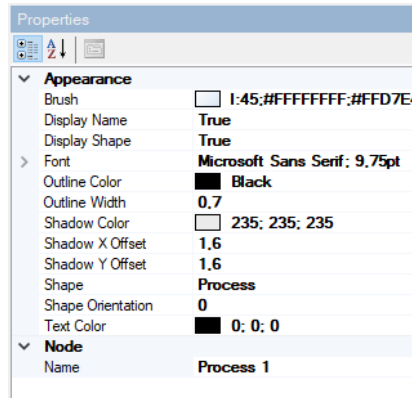 Properties
Appearance
Brush I:45;#FFFFFFFF;#FFD7E4
Display Name True
Display Shape True
Font Microsoft Sans Serif; 9,75pt
Outline Color Black
Outline Width 0,7
Shadow Color 235; 235; 235
Shadow X Offset 1,6
Shadow Y Offset 1,6
Shape Process
Shape Orientation 0
Text Color 0; 0; 0
Node
Name Process 1